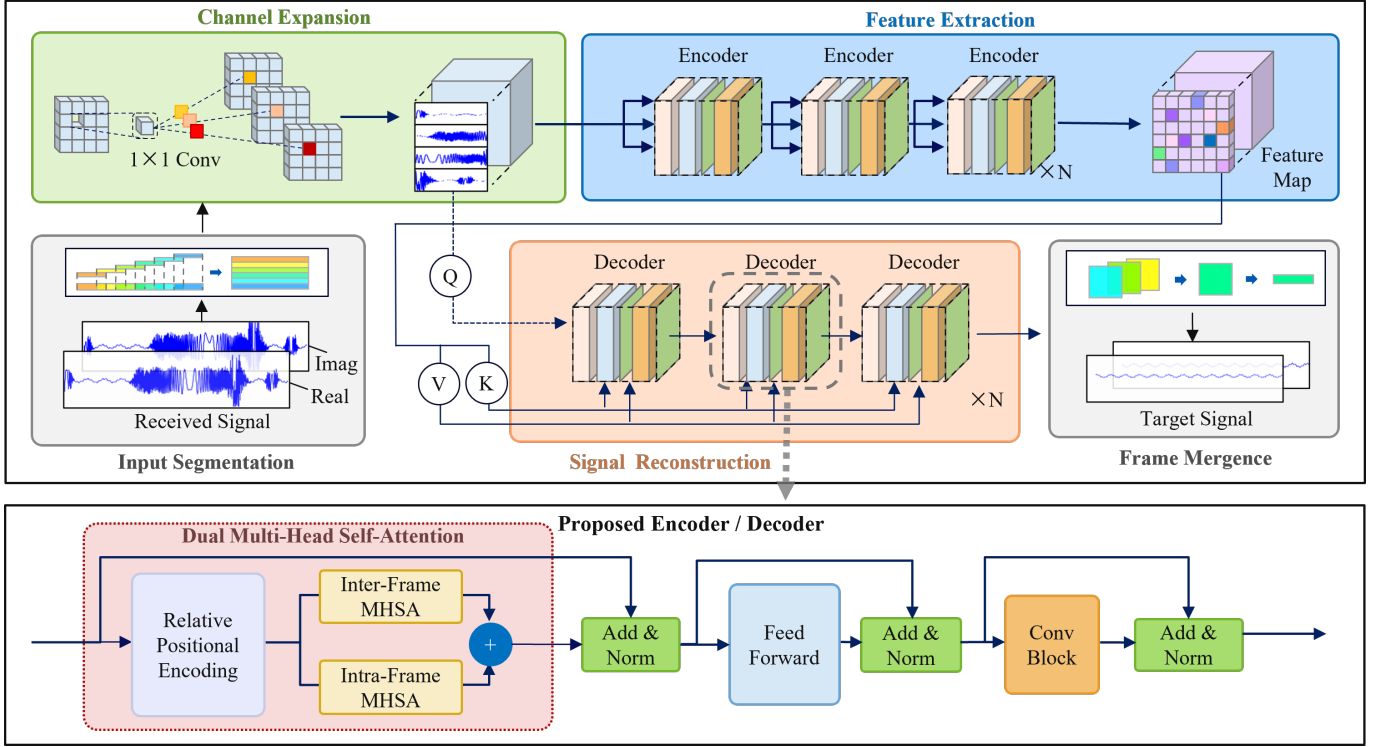 Channel Expansion
Feature Extraction
Encoder
Encoder
Encoder
1×1 Conv
×N
Feature
Map
Q
Decoder
Decoder
Decoder
Imag
Real
V
K
×N
Received Signal
Target Signal
Input Segmentation
Signal Reconstruction
Frame Mergence
Proposed Encoder / Decoder
Dual Multi-Head Self-Attention
Relative
Positional
Encoding
Inter-Frame
MHSA
Intra-Frame
MHSA
+
Add &
Norm
Feed
Forward
Add &
Norm
Conv
Block
Add &
Norm